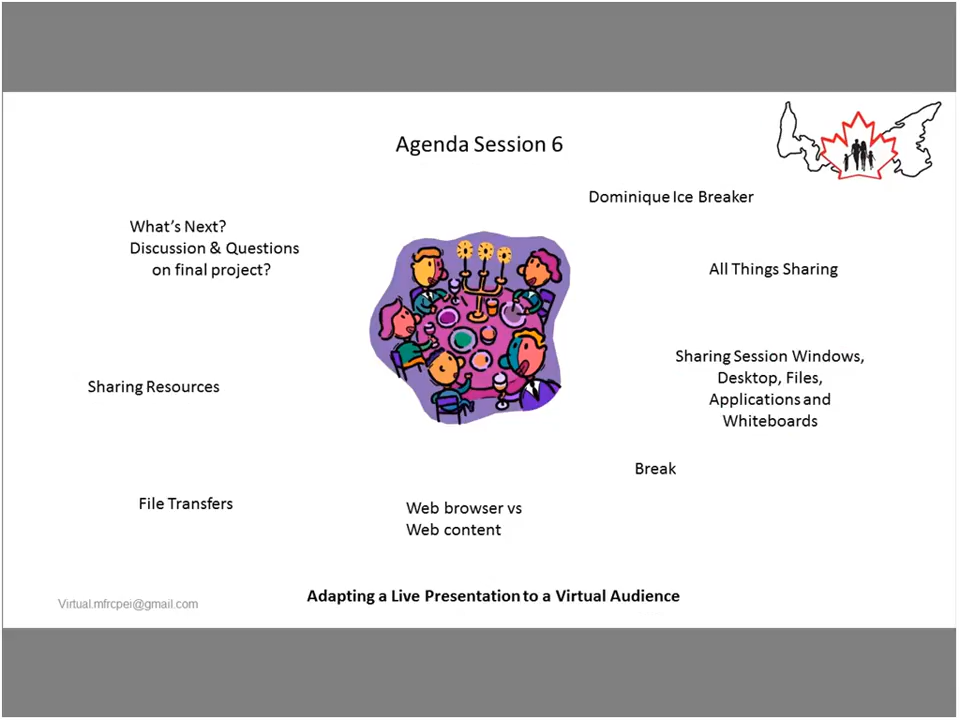 Agenda Session 6
Dominique Ice Breaker
All Things Sharing
Sharing Session Windows,
Desktop, Files,
Applications and
Whiteboards
Break
Web browser vs
Web content
File Transfers
Sharing Resources
What's Next?
Discussion & Questions
on final project?
Adapting a Live Presentation to a Virtual Audience
Virtual.mfrcpei@gmail.com